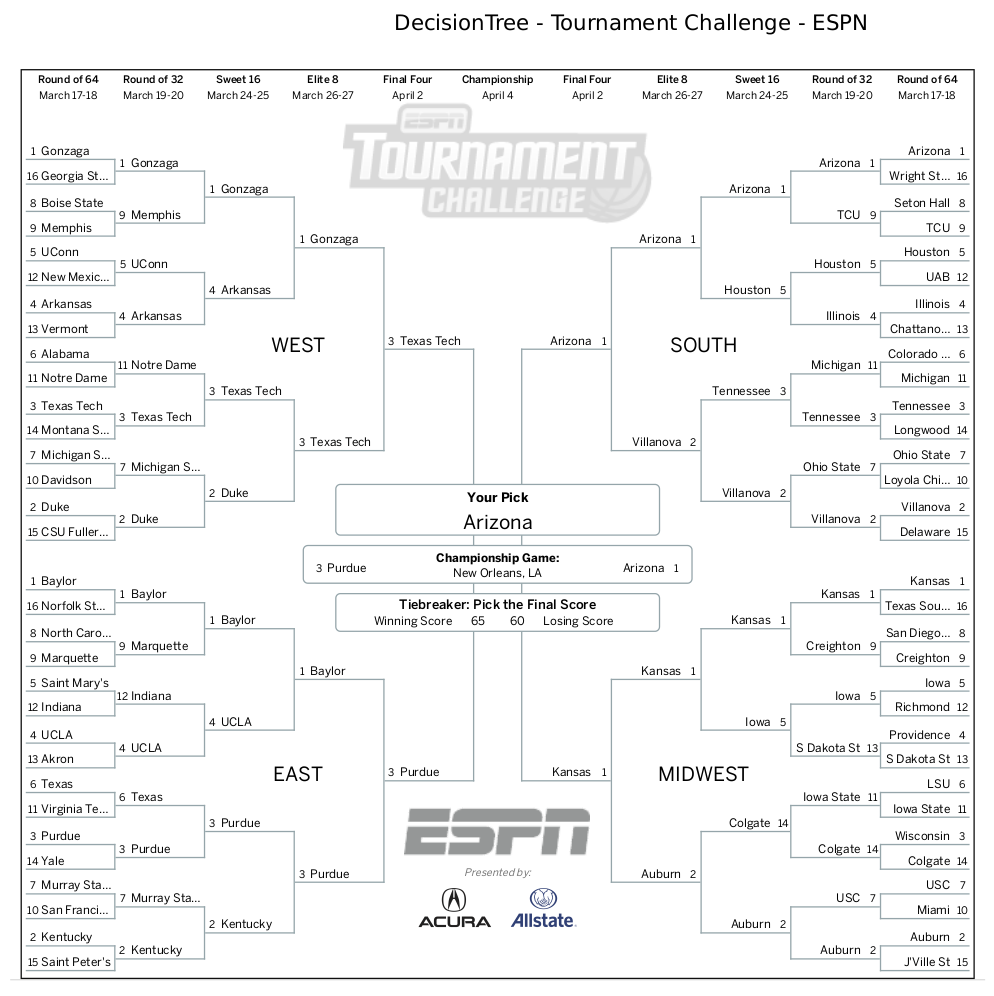 DecisionTree - Tournament Challenge - ESPN
Round of 64 Round of 32 Sweet 16 Elite 8 Final Four Championship Final Four Elite 8 Sweet 16 Round of 32 Round of 64
March 17-18 March 19-20 March 24-25 March 26-27 April 2 April 4 April 2 March 26-27 March 24-25 March 19-20 March 17-18
ESPN
TOURNAMENT
CHALLENGE
WEST
1 Gonzaga
16 Georgia St...
8 Boise State
9 Memphis
5 UConn
12 New Mexic...
4 Arkansas
13 Vermont
6 Alabama
11 Notre Dame
3 Texas Tech
14 Montana S...
7 Michigan S...
10 Davidson
2 Duke
15 CSU Fuller...
1 Gonzaga
9 Memphis
5 UConn
4 Arkansas
11 Notre Dame
3 Texas Tech
7 Michigan S...
2 Duke
1 Gonzaga
4 Arkansas
3 Texas Tech
2 Duke
1 Gonzaga
3 Texas Tech
3 Texas Tech
EAST
1 Baylor
16 Norfolk St...
8 North Caro...
9 Marquette
5 Saint Mary's
12 Indiana
4 UCLA
13 Akron
6 Texas
11 Virginia Te...
3 Purdue
14 Yale
7 Murray Sta...
10 San Franci...
2 Kentucky
15 Saint Peter's
1 Baylor
9 Marquette
12 Indiana
4 UCLA
6 Texas
3 Purdue
7 Murray Sta...
2 Kentucky
1 Baylor
4 UCLA
3 Purdue
2 Kentucky
1 Baylor
3 Purdue
3 Purdue
Your Pick
Arizona
Championship Game:
3 Purdue New Orleans, LA Arizona 1
Tiebreaker: Pick the Final Score
Winning Score 65 60 Losing Score
SOUTH
Arizona 1
Kansas 1
Arizona 1
Villanova 2
Arizona 1
Houston 5
Tennessee 3
Villanova 2
Arizona 1
TCU 9
Houston 5
Illinois 4
Michigan 11
Tennessee 3
Ohio State 7
Villanova 2
Arizona 1
Wright St... 16
Seton Hall 8
TCU 9
Houston 5
UAB 12
Illinois 4
Chattano... 13
Colorado ... 6
Michigan 11
Tennessee 3
Longwood 14
Ohio State 7
Loyola Chi... 10
Villanova 2
Delaware 15
MIDWEST
Kansas 1
Auburn 2
Kansas 1
Iowa 5
Colgate 14
Auburn 2
Kansas 1
Creighton 9
Iowa 5
S Dakota St 13
Iowa State 11
Colgate 14
USC 7
Auburn 2
Kansas 1
Texas Sou... 16
San Diego... 8
Creighton 9
Iowa 5
Richmond 12
Providence 4
S Dakota St 13
LSU 6
Iowa State 11
Wisconsin 3
Colgate 14
USC 7
Miami 10
Auburn 2
J'Ville St 15
ESPN
Presented by:
ACURA Allstate